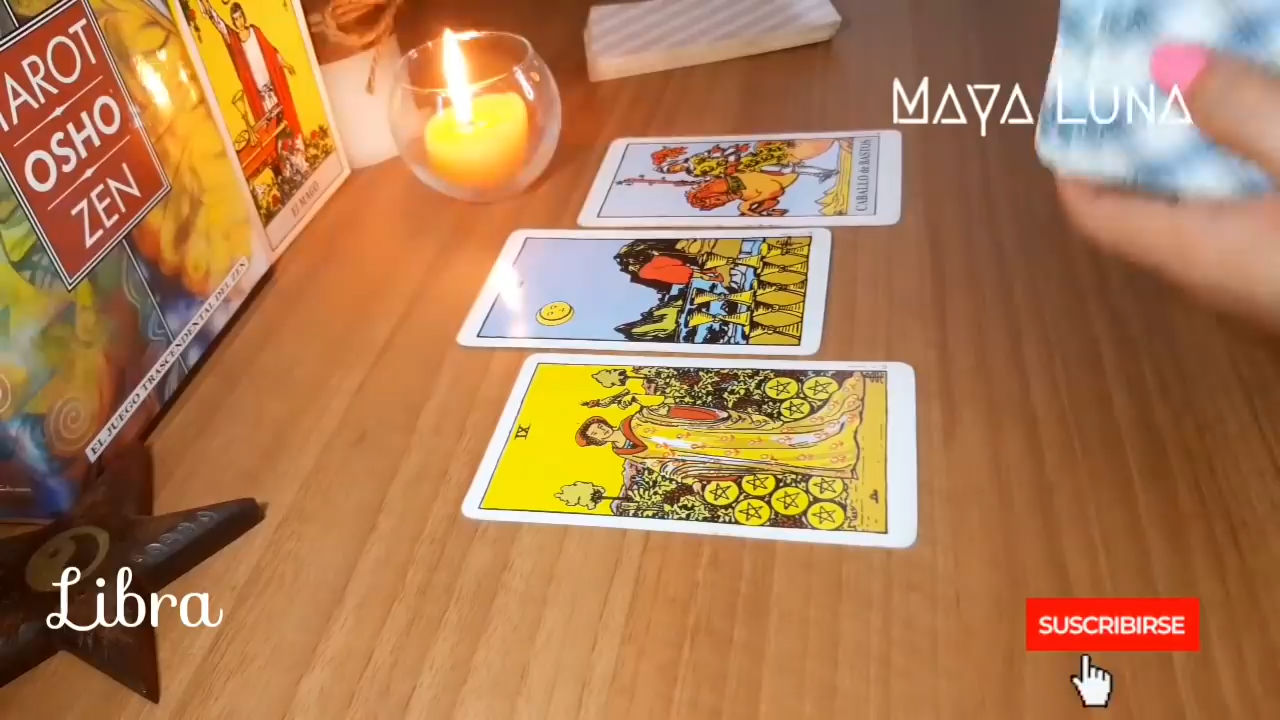 TAROT
OSHO
ZEN
EL JUEGO TRASCENDENTAL DEL ZEN
EL MAGO
MAYA LUNA
CABALLO de BASTOS
IX
Libra
SUSCRIBIRSE